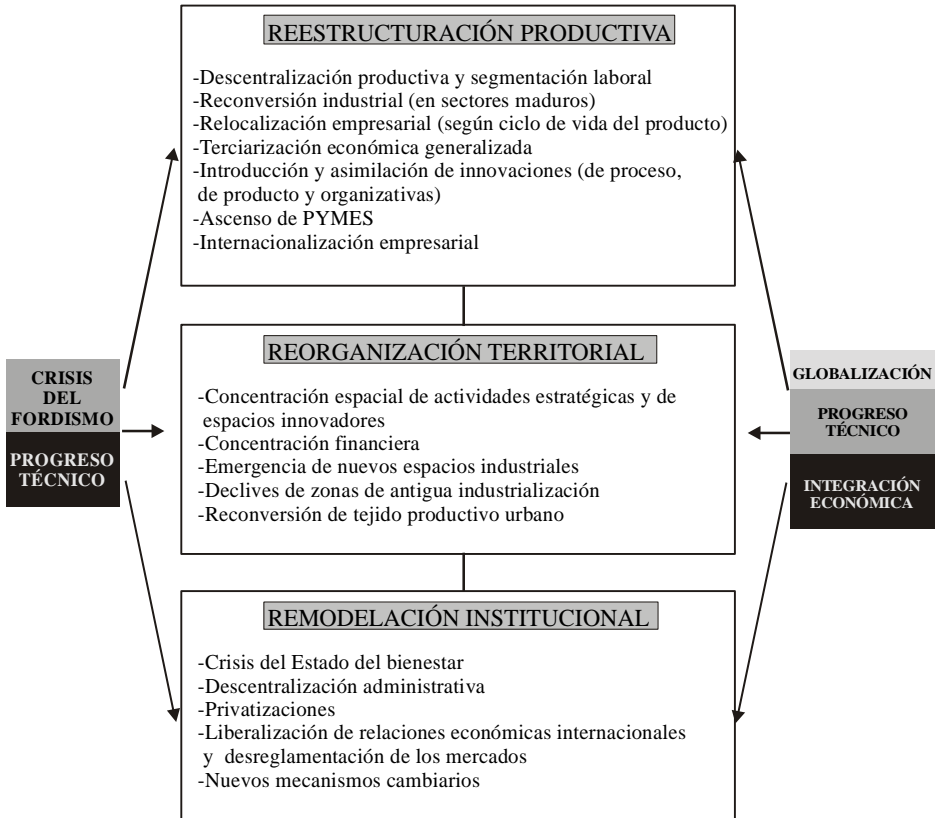 REESTRUCTURACIÓN PRODUCTIVA
-Descentralización productiva y segmentación laboral
-Reconversión industrial (en sectores maduros)
-Relocalización empresarial (según ciclo de vida del producto)
-Terciarización económica generalizada
-Introducción y asimilación de innovaciones (de proceso,
de producto y organizativas)
-Ascenso de PYMES
-Internacionalización empresarial
CRISIS
DEL
FORDISMO
PROGRESO
TÉCNICO
REORGANIZACIÓN TERRITORIAL
-Concentración espacial de actividades estratégicas y de
espacios innovadores
-Concentración financiera
-Emergencia de nuevos espacios industriales
-Declives de zonas de antigua industrialización
-Reconversión de tejido productivo urbano
GLOBALIZACIÓN
PROGRESO
TÉCNICO
INTEGRACIÓN
ECONÓMICA
REMODELACIÓN INSTITUCIONAL
-Crisis del Estado del bienestar
-Descentralización administrativa
-Privatizaciones
-Liberalización de relaciones económicas internacionales
y desreglamentación de los mercados
-Nuevos mecanismos cambiarios